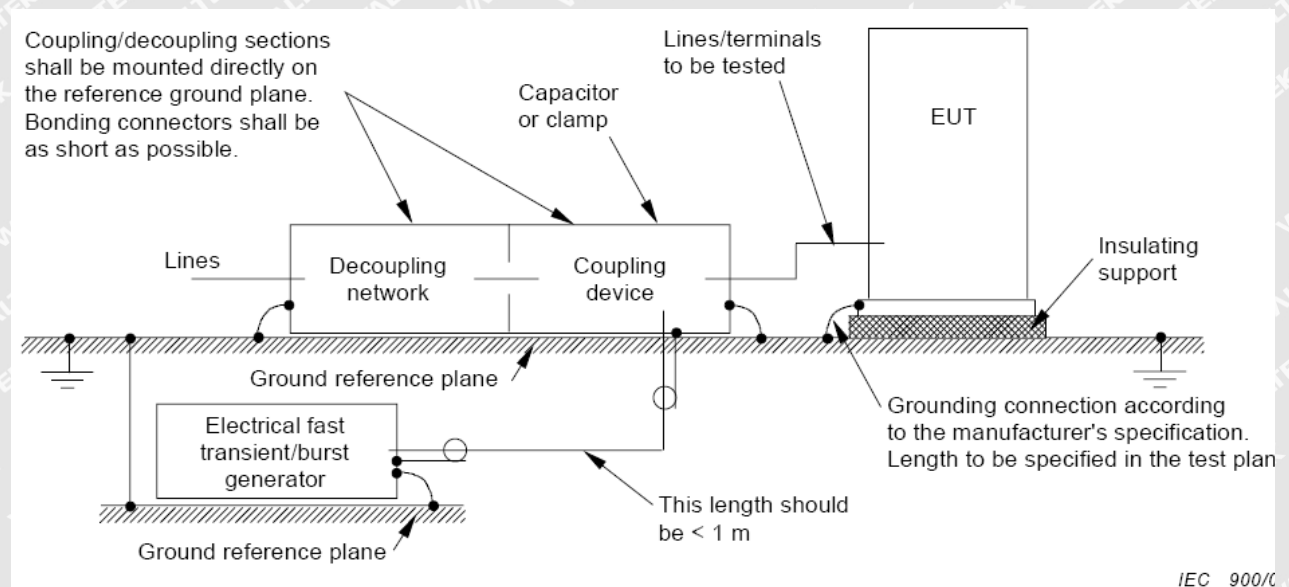 Coupling/decoupling sections
shall be mounted directly on
the reference ground plane.
Bonding connectors shall be
as short as possible.
Capacitor
or clamp
Lines/terminals
to be tested
EUT
Lines
Decoupling
network
Coupling
device
Insulating
support
Ground reference plane
Electrical fast
transient/burst
generator
Grounding connection according
to the manufacturer's specification.
Length to be specified in the test plan
This length should
be < 1 m
Ground reference plane
IEC 900/0